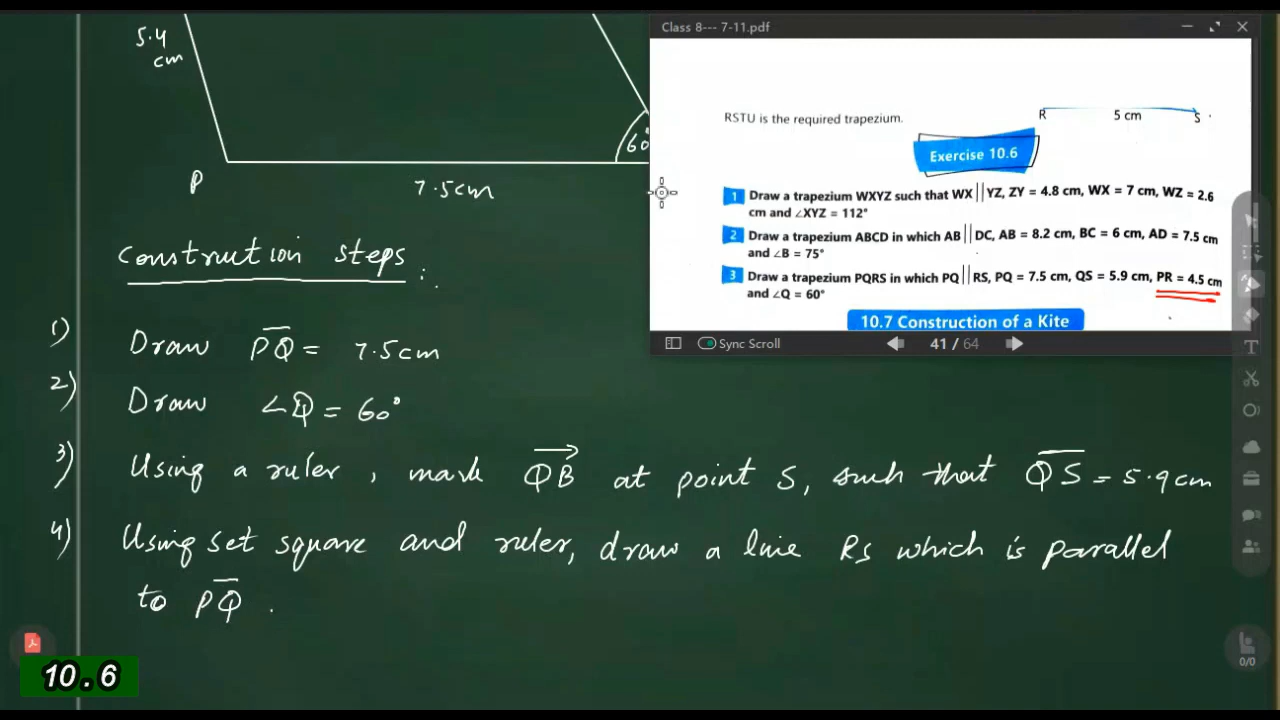 5.4
cm
60°
P
7.5cm
Construction steps :
1) Draw PQ = 7.5cm
2) Draw ∠Q = 60°
3) Using a ruler, mark QB at point S, such that QS = 5.9cm
4) Using set square and ruler, draw a line RS which is parallel
to PQ .
10.6
Class 8--- 7-11.pdf
RSTU is the required trapezium.
R 5 cm S
Exercise 10.6
1 Draw a trapezium WXYZ such that WX || YZ, ZY = 4.8 cm, WX = 7 cm, WZ = 2.6
cm and ∠XYZ = 112°
2 Draw a trapezium ABCD in which AB || DC, AB = 8.2 cm, BC = 6 cm, AD = 7.5 cm
and ∠B = 75°
3 Draw a trapezium PQRS in which PQ || RS, PQ = 7.5 cm, QS = 5.9 cm, PR = 4.5 cm
and ∠Q = 60°
10.7 Construction of a Kite
Sync Scroll 41 / 64
T
0/0